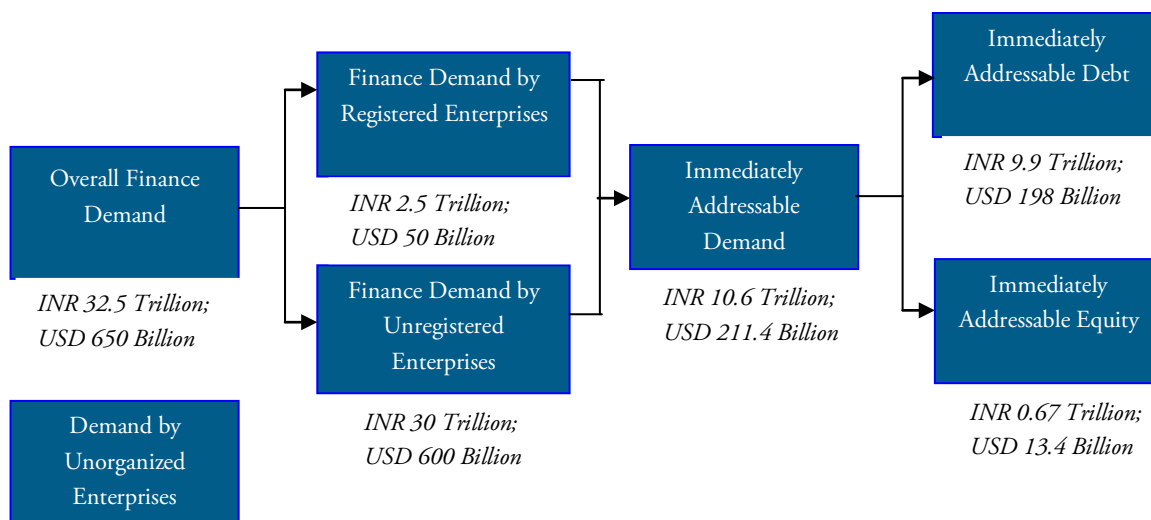 Overall Finance
Demand
INR 32.5 Trillion;
USD 650 Billion
Demand by
Unorganized
Enterprises
Finance Demand by
Registered Enterprises
INR 2.5 Trillion;
USD 50 Billion
Finance Demand by
Unregistered
Enterprises
INR 30 Trillion;
USD 600 Billion
Immediately
Addressable
Demand
INR 10.6 Trillion;
USD 211.4 Billion
Immediately
Addressable Debt
INR 9.9 Trillion;
USD 198 Billion
Immediately
Addressable Equity
INR 0.67 Trillion;
USD 13.4 Billion